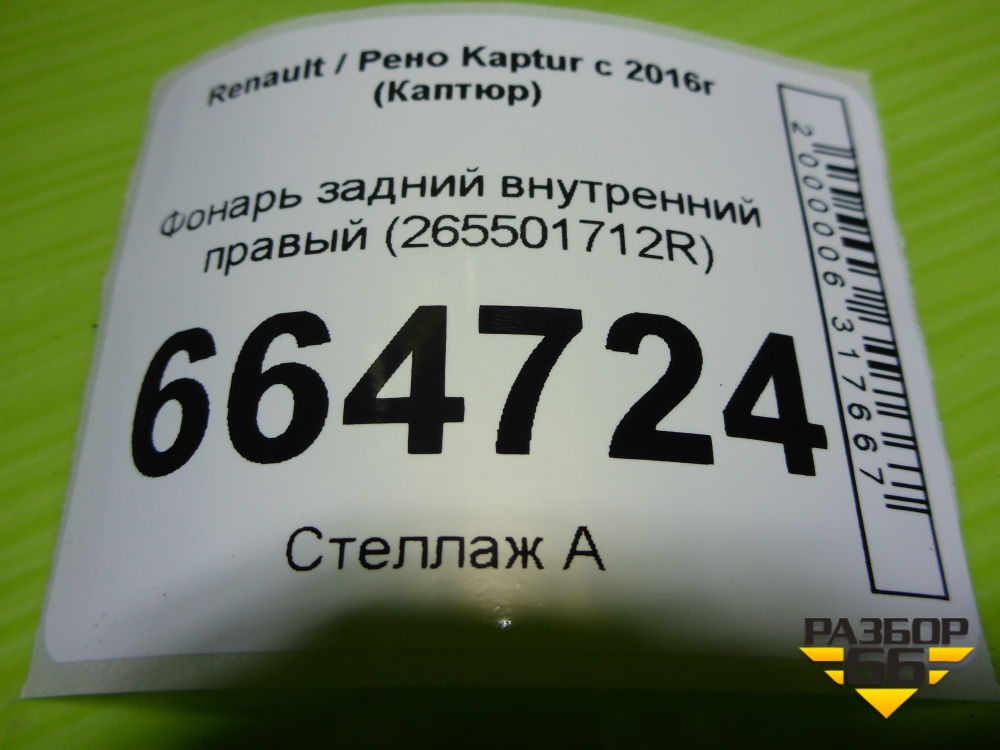 Renault / Рено Kaptur с 2016г
(Каптюр)
Фонарь задний внутренний
правый (265501712R)
664724
Стеллаж А
2000006317667
РАЗБОР
66